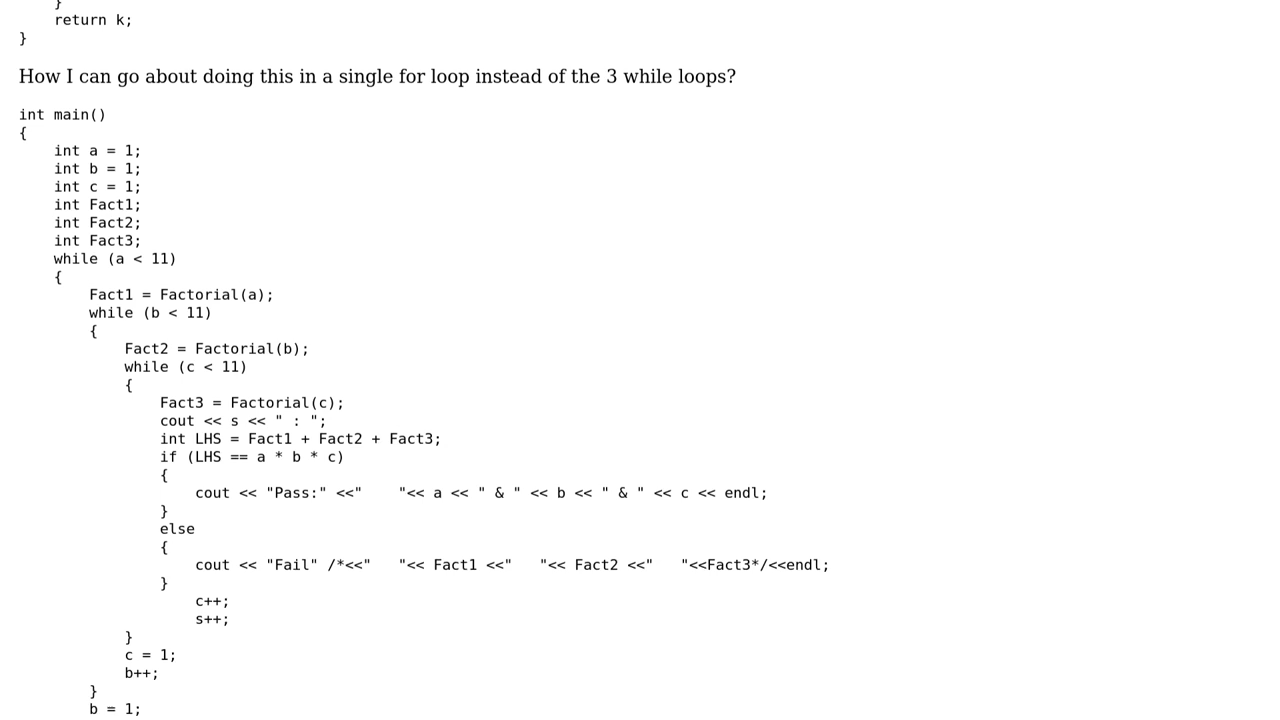 }
    return k;
}
How I can go about doing this in a single for loop instead of the 3 while loops?
int main()
{
    int a = 1;
    int b = 1;
    int c = 1;
    int Fact1;
    int Fact2;
    int Fact3;
    while (a < 11)
    {
        Fact1 = Factorial(a);
        while (b < 11)
        {
            Fact2 = Factorial(b);
            while (c < 11)
            {
                Fact3 = Factorial(c);
                cout << s << " : ";
                int LHS = Fact1 + Fact2 + Fact3;
                if (LHS == a * b * c)
                {
                    cout << "Pass:" <<"    "<< a << " & " << b << " & " << c << endl;
                }
                else
                {
                    cout << "Fail" /*<<"   "<< Fact1 <<"   "<< Fact2 <<"   "<<Fact3*/<<endl;
                }
                    c++;
                    s++;
            }
            c = 1;
            b++;
        }
        b = 1;